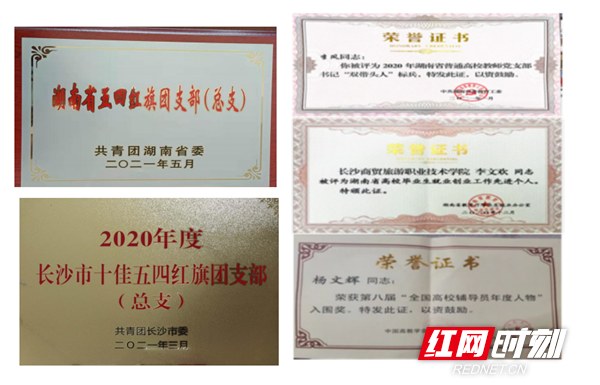 湖南省五四红旗团支部(总支)
共青团湖南省委
二〇二一年五月
2020年度
长沙市十佳五四红旗团支部
(总支)
共青团长沙市委
二〇二一年三月
荣誉证书
同志:
你被评为2020年湖南省普通高校教师党支部
书记“双带头人”标兵,特发此证,以资鼓励。
荣誉证书
长沙商贸旅游职业技术学院 李文欢 同志
被评为湖南省高校毕业生就业创业工作先进个人。
特颁此证。
荣誉证书
杨文辉 同志:
荣获第八届“全国高校辅导员年度人物”
入围奖。特发此证,以资鼓励。
红网时刻
REDNET.CN